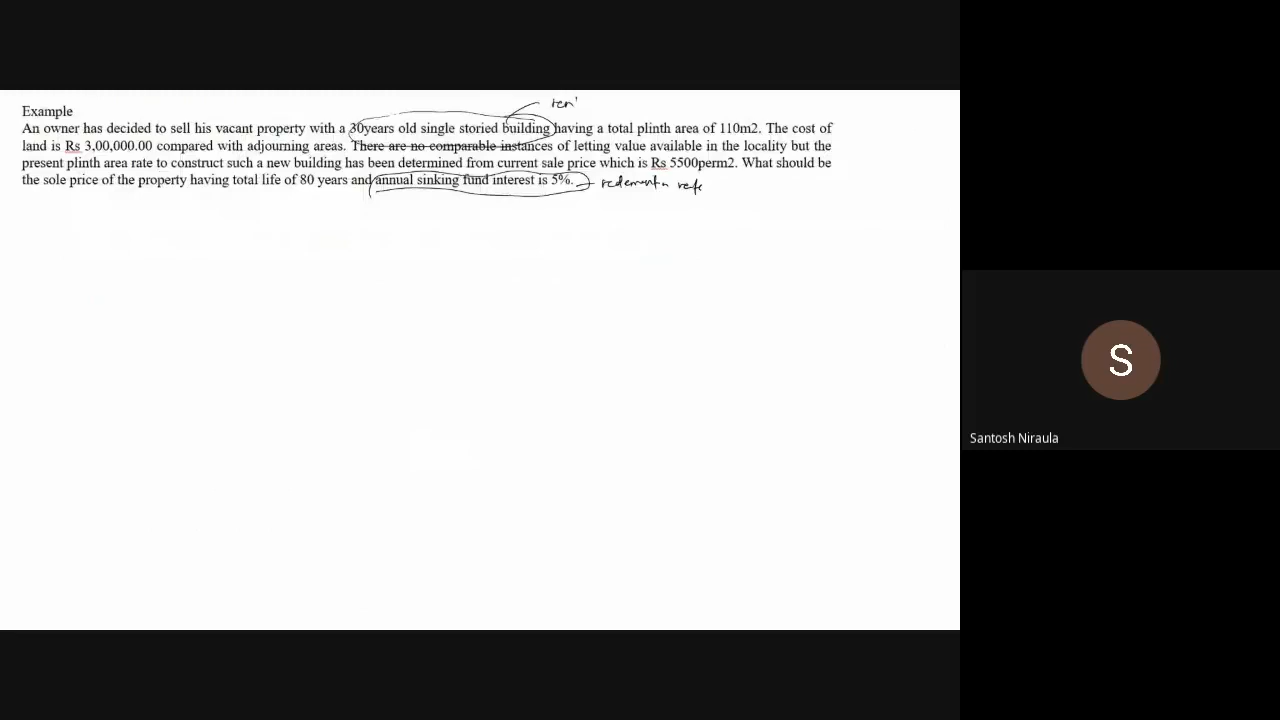 Example
An owner has decided to sell his vacant property with a 30years old single storied building having a total plinth area of 110m2. The cost of
land is Rs 3,00,000.00 compared with adjourning areas. There are no comparable instances of letting value available in the locality but the
present plinth area rate to construct such a new building has been determined from current sale price which is Rs 5500perm2. What should be
the sole price of the property having total life of 80 years and annual sinking fund interest is 5%.
S
Santosh Niraula